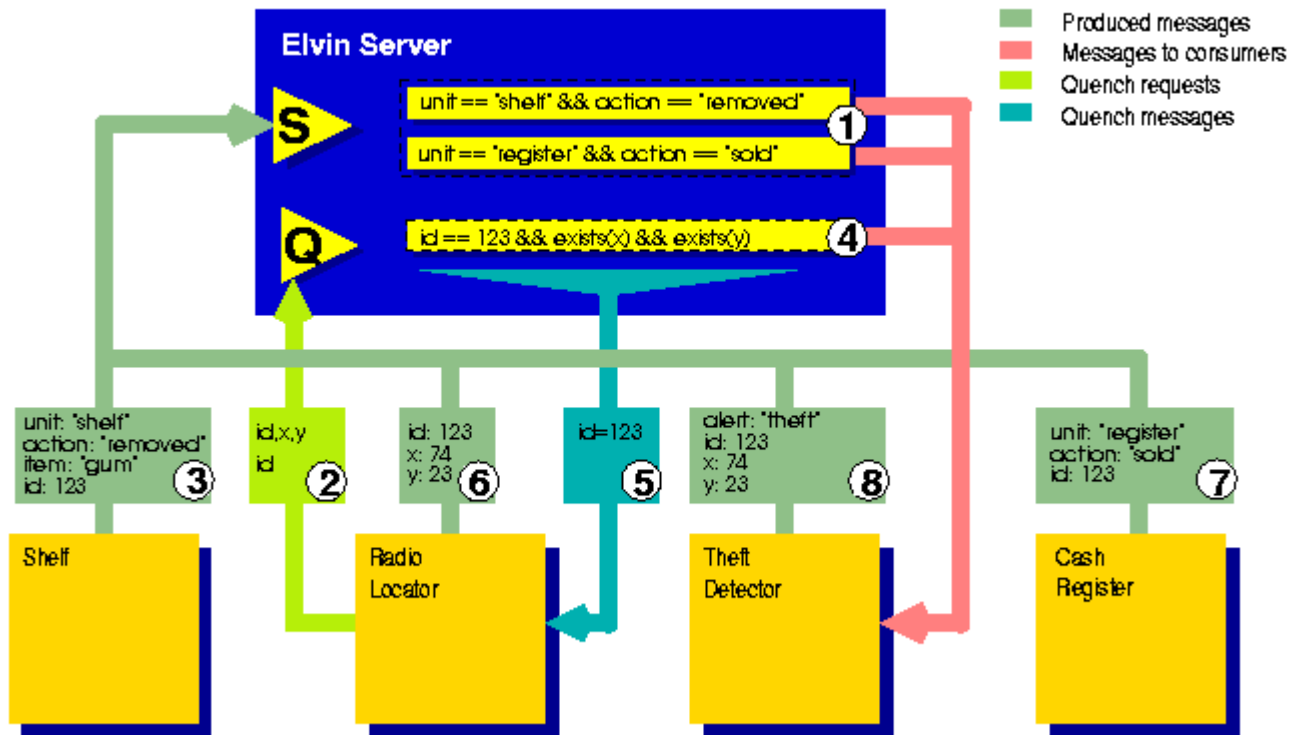 Elvin Server
S
unit == "shelf" && action == "removed"
1
unit == "register" && action == "sold"
Q
id == 123 && exists(x) && exists(y)
4
Produced messages
Messages to consumers
Quench requests
Quench messages
unit: "shelf"
action: "removed"
item: "gum"
id: 123
3
id,x,y
id
2
id: 123
x: 74
y: 23
6
id=123
5
alert: "theft"
id: 123
x: 74
y: 23
8
unit: "register"
action: "sold"
id: 123
7
Shelf
Radio
Locator
Theft
Detector
Cash
Register